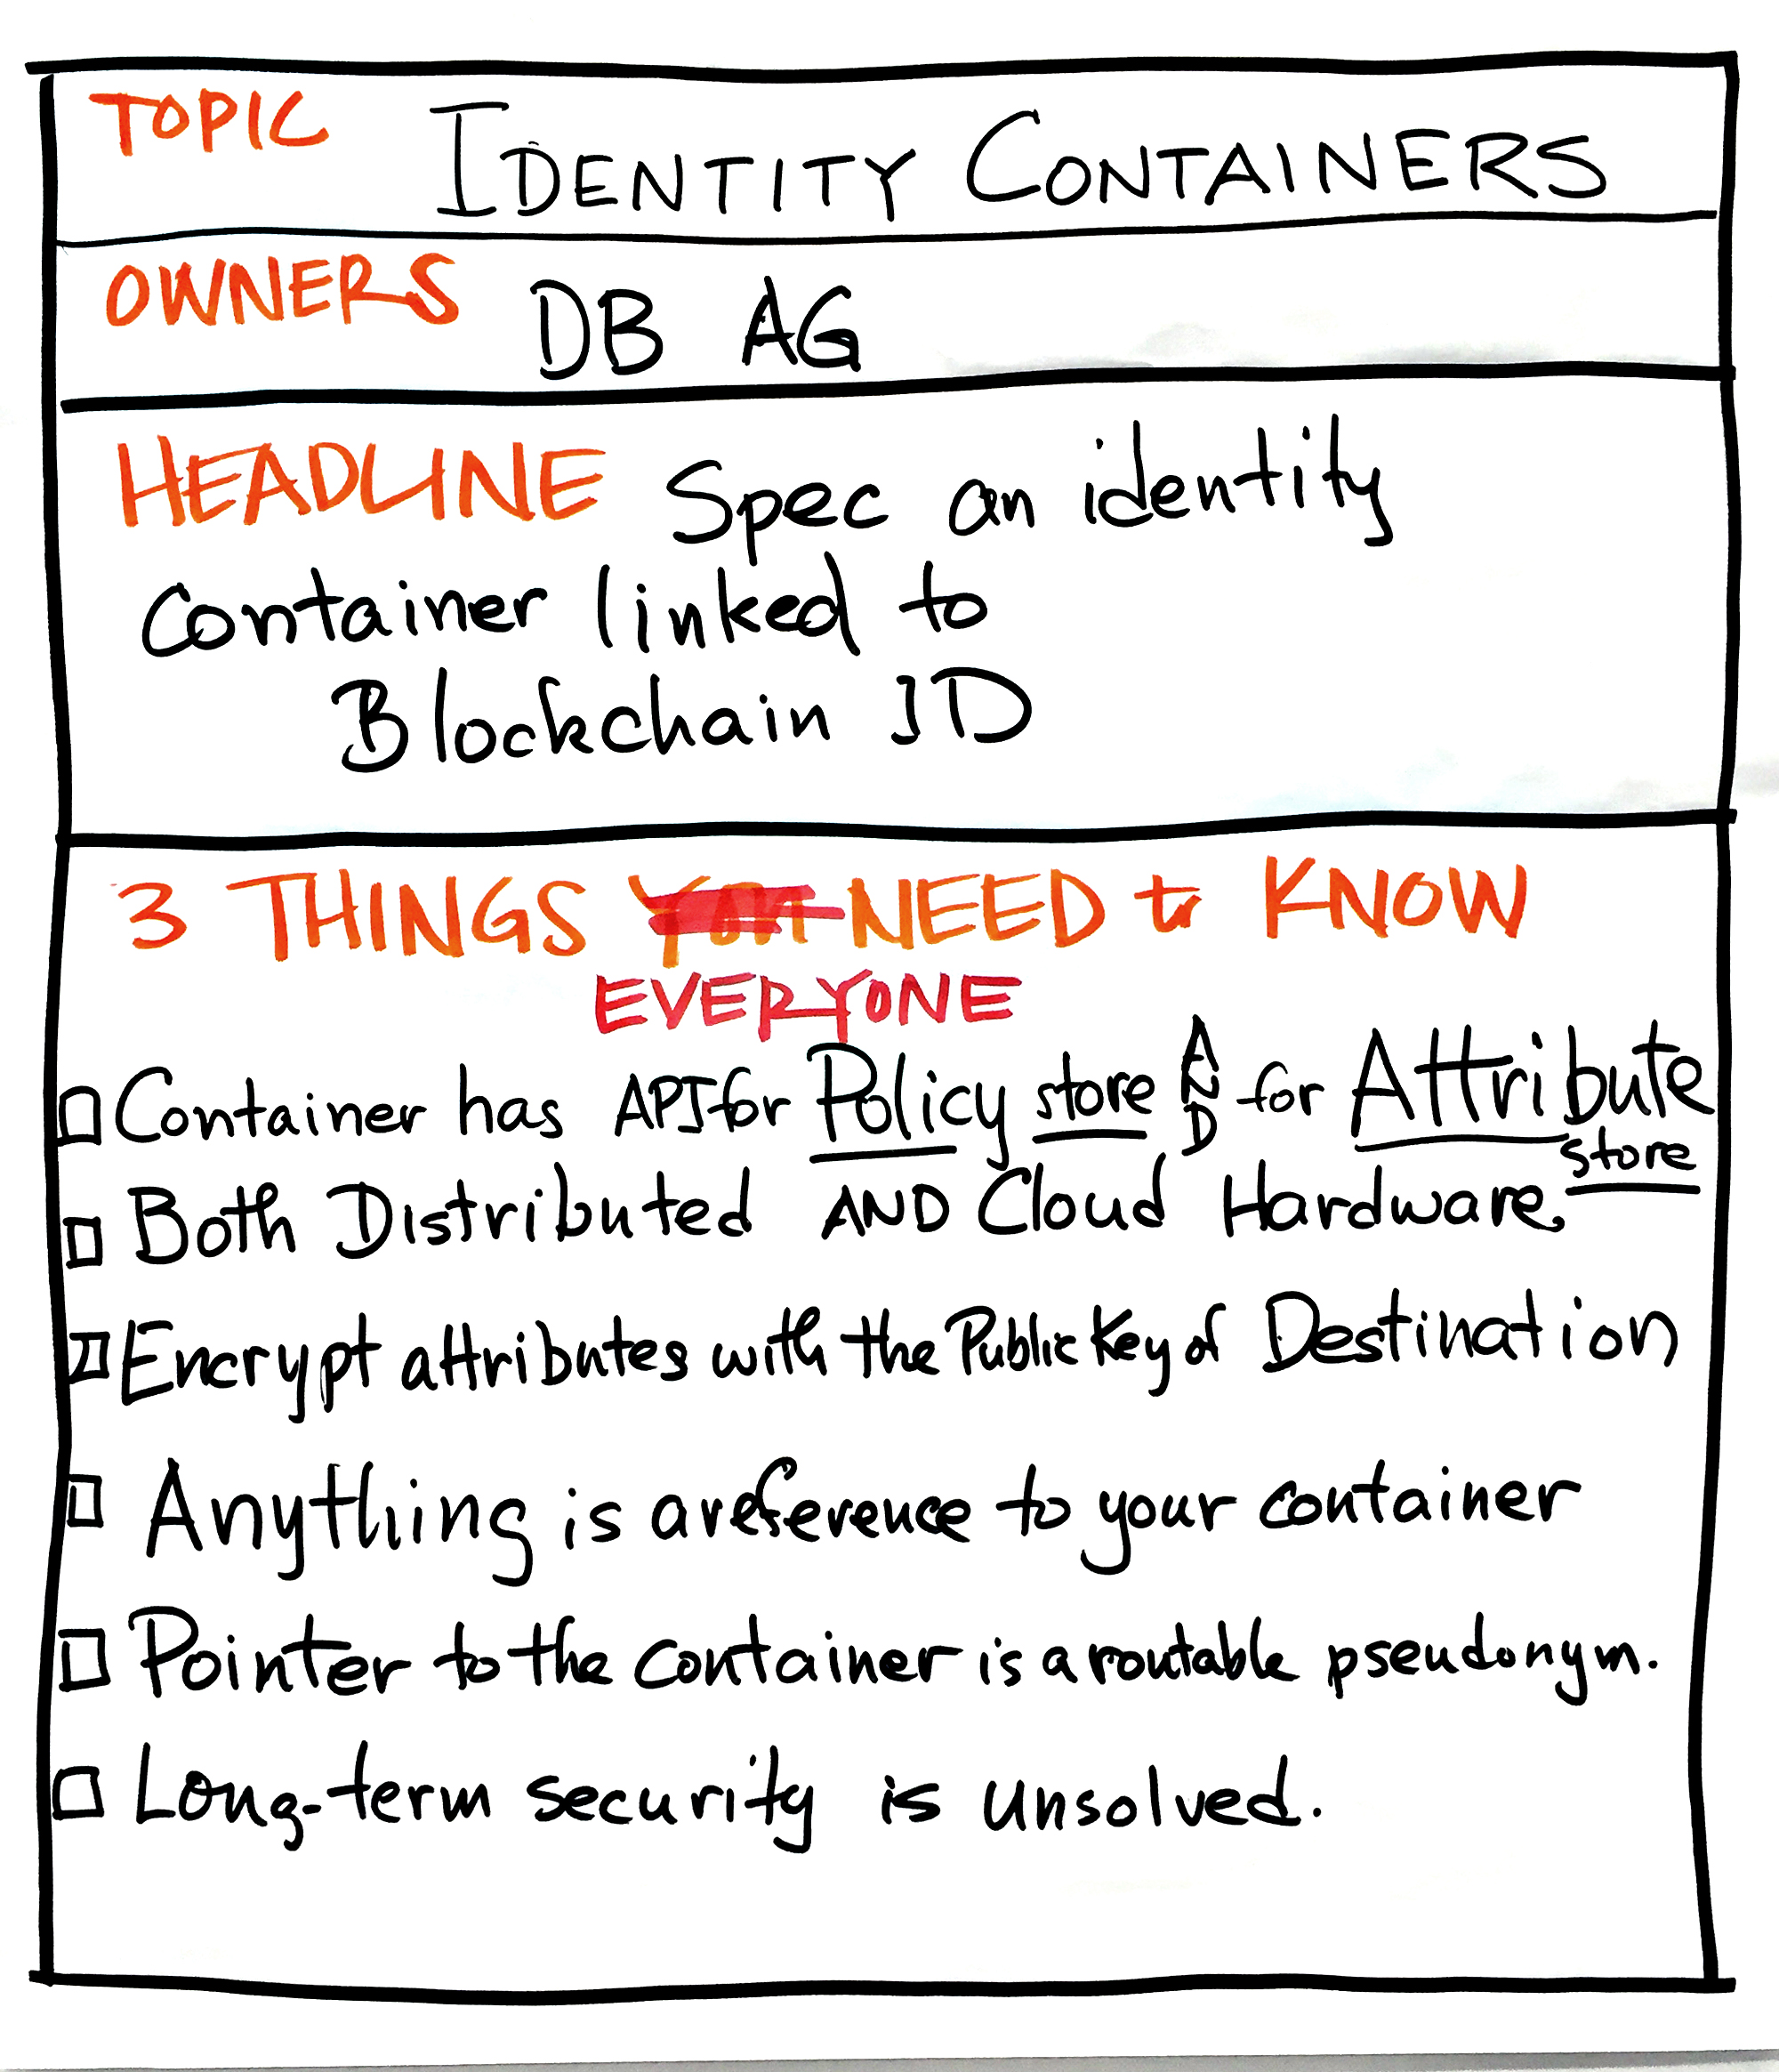 TOPIC IDENTITY CONTAINERS
OWNERS DB AG
HEADLINE Spec an identity
Container linked to
Blockchain ID
3 THINGS You NEED to KNOW
EVERYONE
Container has API for Policy store AND for Attribute
store
Both Distributed AND Cloud Hardware.
Encrypt attributes with the Public Key of Destination
Anything is a reference to your container
Pointer to the container is a routable pseudonym.
Long-term security is unsolved.